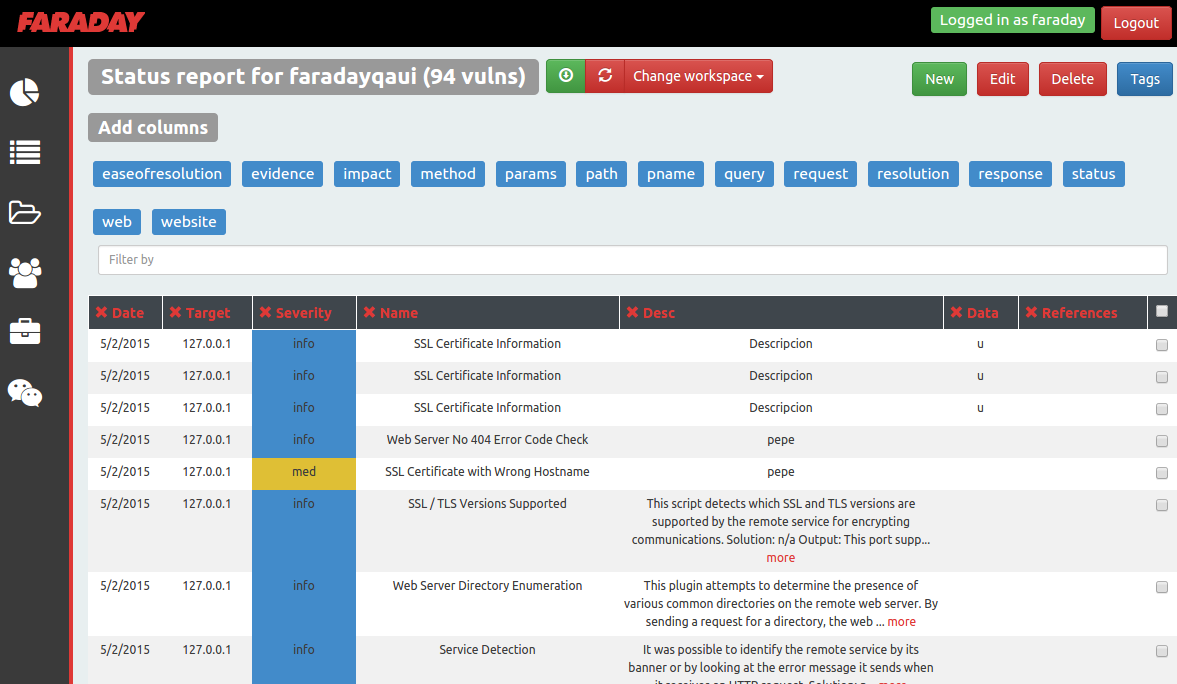 FARADAY
Logged in as faraday
Logout
Status report for faradayqaui (94 vulns)
Change workspace
New
Edit
Delete
Tags
Add columns
easeofresolution evidence impact method params path pname query request resolution response status
web website
Filter by
Date Target Severity Name Desc Data References
5/2/2015 127.0.0.1 info SSL Certificate Information Descripcion u
5/2/2015 127.0.0.1 info SSL Certificate Information Descripcion u
5/2/2015 127.0.0.1 info SSL Certificate Information Descripcion u
5/2/2015 127.0.0.1 info Web Server No 404 Error Code Check pepe
5/2/2015 127.0.0.1 med SSL Certificate with Wrong Hostname pepe
5/2/2015 127.0.0.1 info SSL / TLS Versions Supported This script detects which SSL and TLS versions are
supported by the remote service for encrypting
communications. Solution: n/a Output: This port supp...
more
5/2/2015 127.0.0.1 info Web Server Directory Enumeration This plugin attempts to determine the presence of
various common directories on the remote web server. By
sending a request for a directory, the web ... more
5/2/2015 127.0.0.1 info Service Detection It was possible to identify the remote service by its
banner or by looking at the error message it sends when
it receives an HTTP request. Solution: